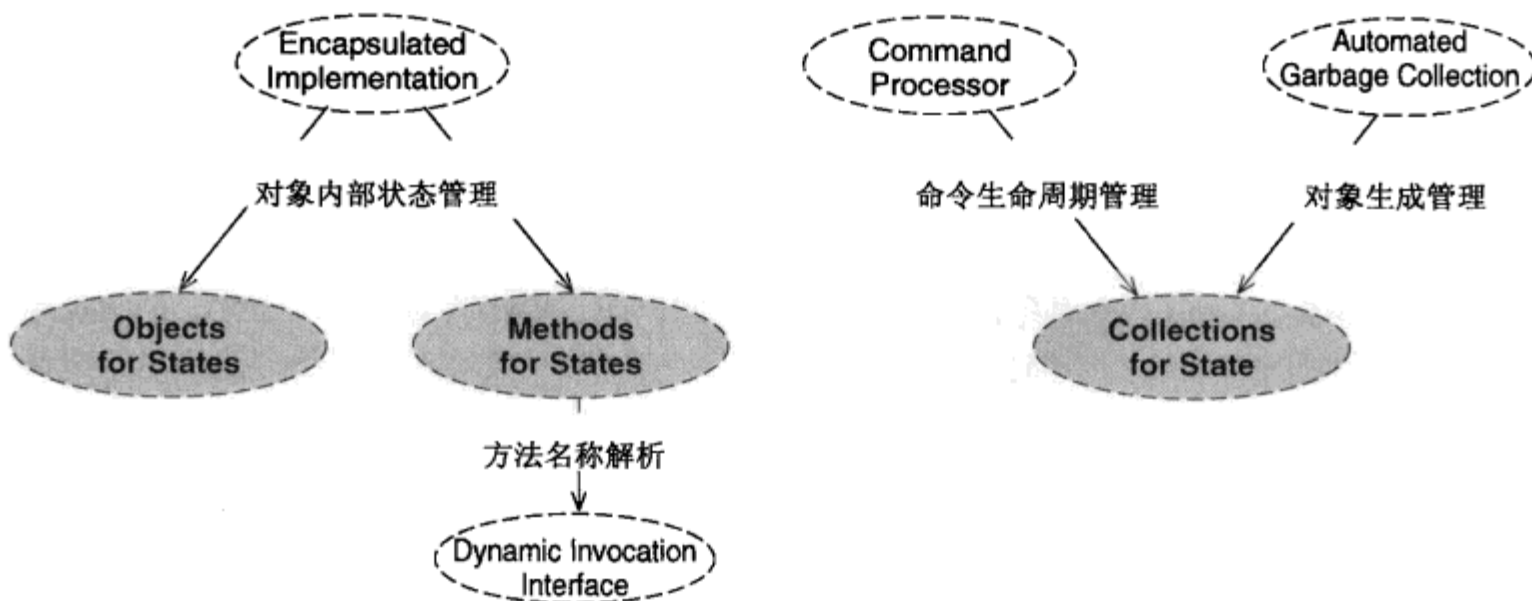 Encapsulated
Implementation
Command
Processor
Automated
Garbage Collection
对象内部状态管理
命令生命周期管理
对象生成管理
Objects
for States
Methods
for States
Collections
for State
方法名称解析
Dynamic Invocation
Interface